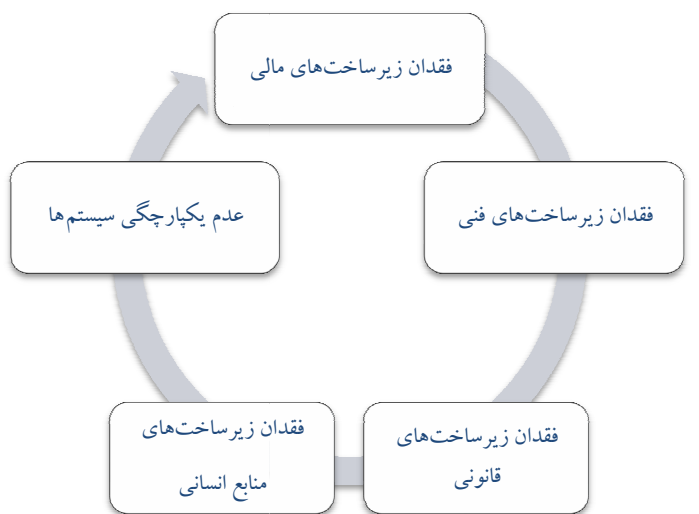 فقدان زیرساخت‌های مالی
فقدان زیرساخت‌های فنی
فقدان زیرساخت‌های
قانونی
فقدان زیرساخت‌های
منابع انسانی
عدم یکپارچگی سیستم‌ها